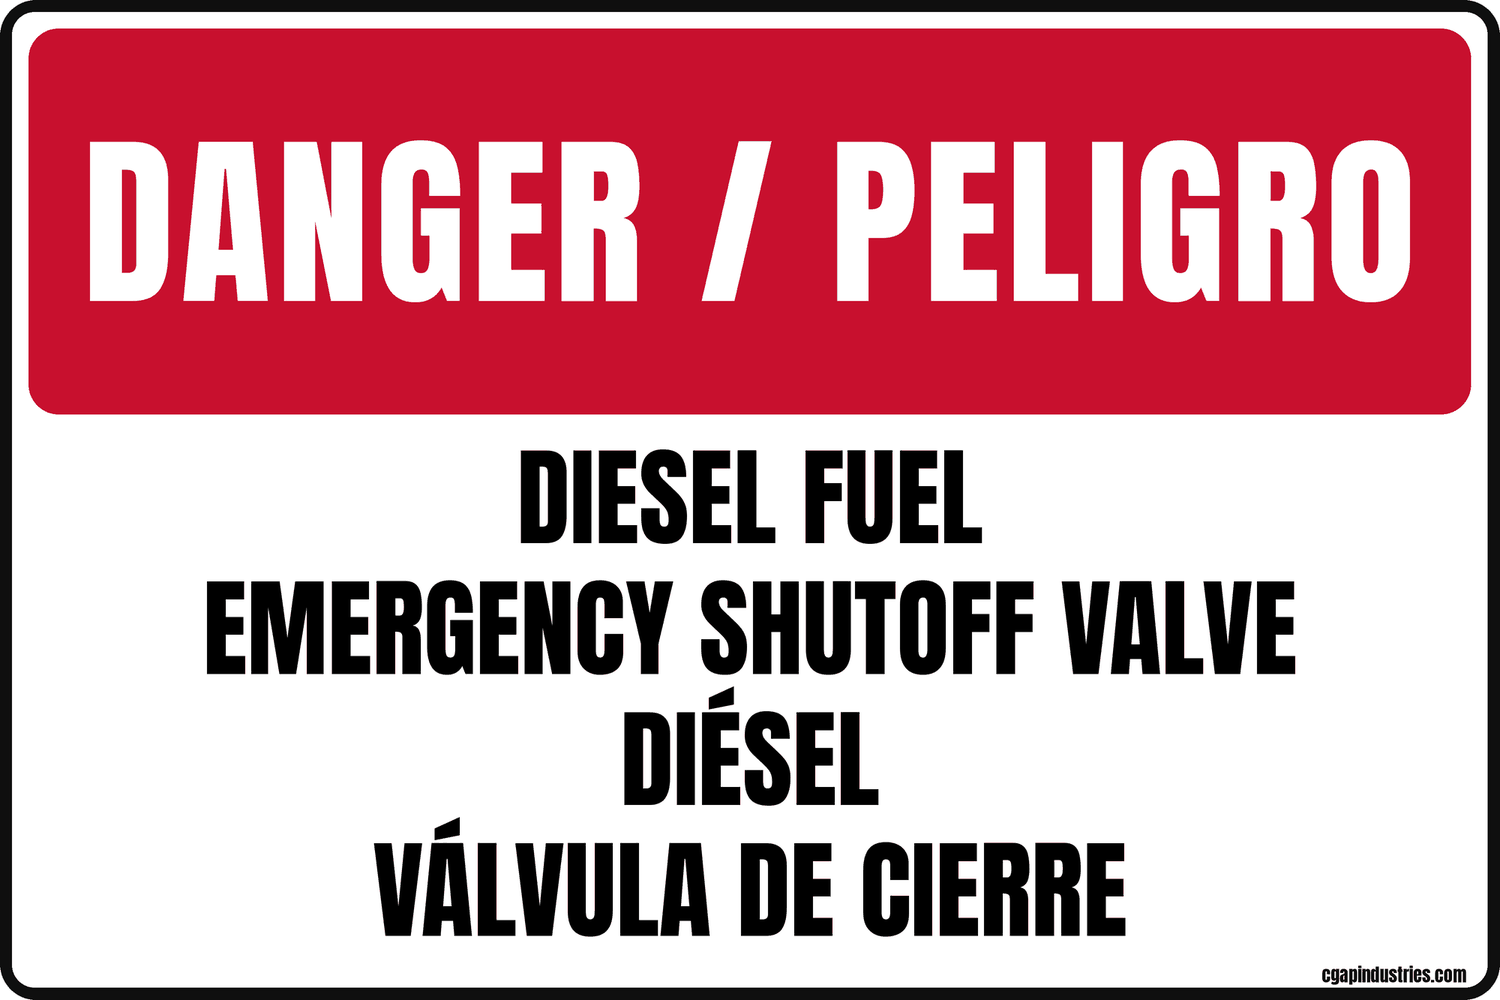 DANGER / PELIGRO
DIESEL FUEL
EMERGENCY SHUTOFF VALVE
DIÉSEL
VÁLVULA DE CIERRE
cgapindustries.com